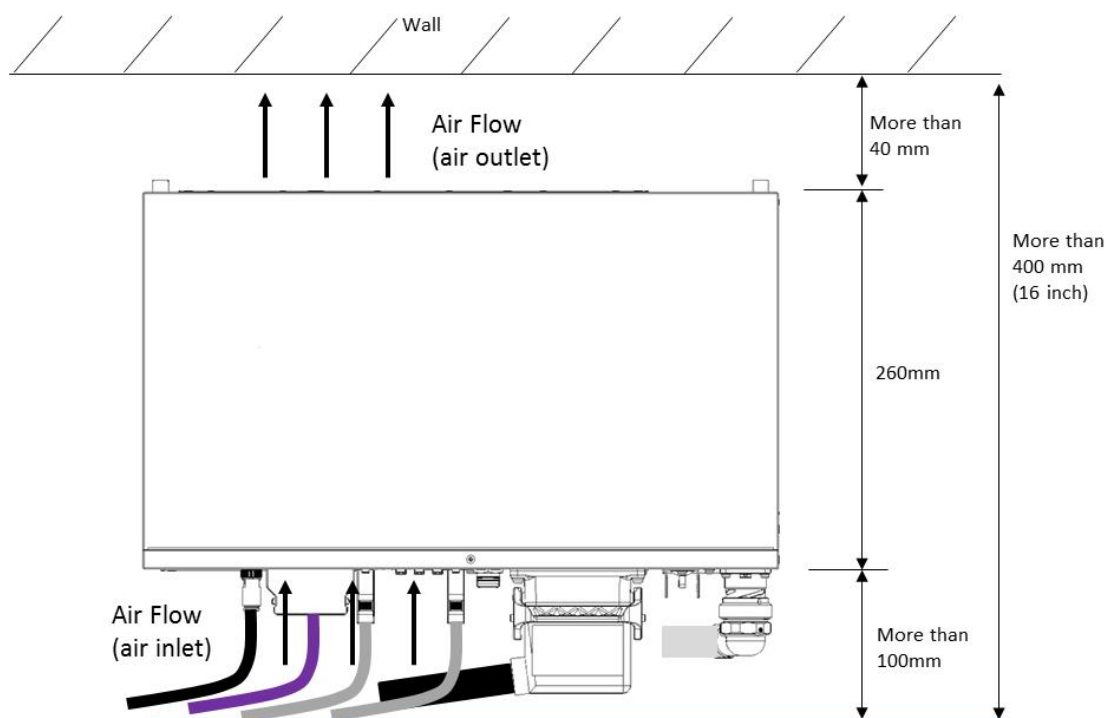 Wall
Air Flow
(air outlet)
More than
40 mm
More than
400 mm
(16 inch)
260mm
Air Flow
(air inlet)
More than
100mm